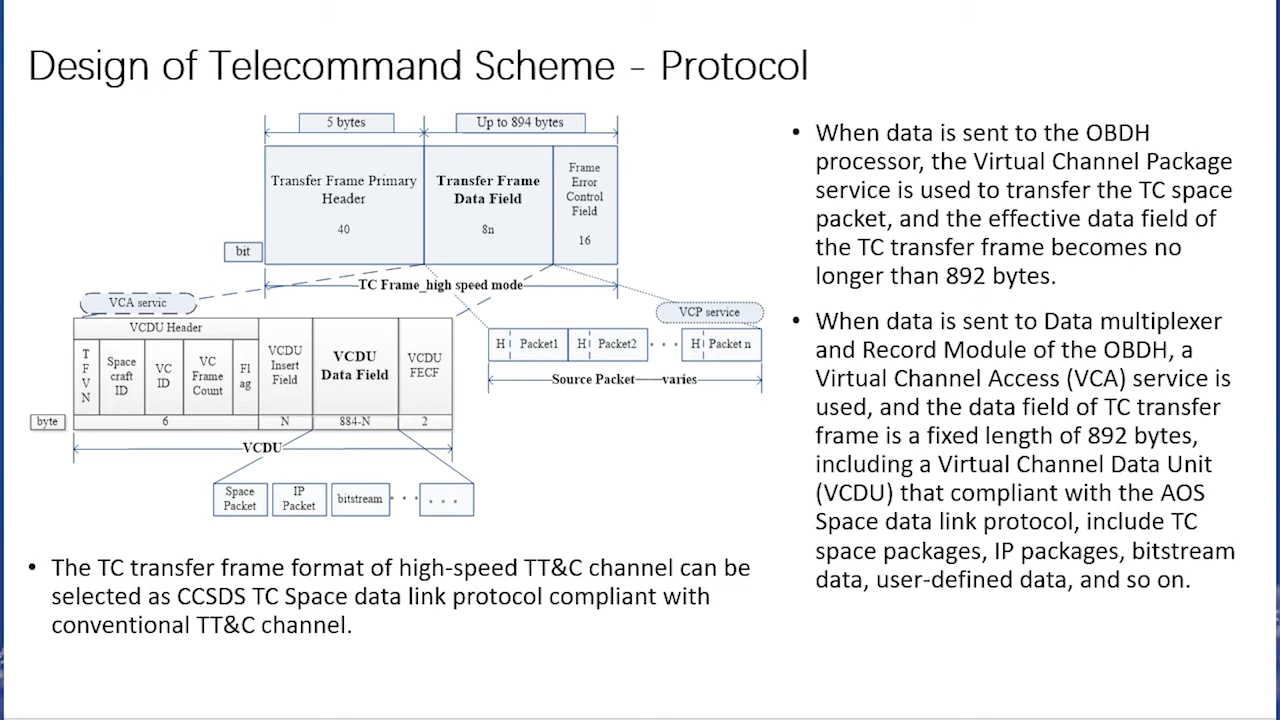 Design of Telecommand Scheme - Protocol
5 bytes
Up to 894 bytes
Transfer Frame Primary
Header
40
Transfer Frame
Data Field
8n
Frame
Error
Control
Field
16
bit
TC Frame_high speed mode
VCA servic
VCP service
VCDU Header
T
F
V
N
Space
craft
ID
VC
ID
VC
Frame
Count
Fl
ag
VCDU
Insert
Field
VCDU
Data Field
VCDU
FECF
byte
6
N
884-N
2
VCDU
H Packet1
H Packet2
. . .
H Packet n
Source Packet——varies
Space
Packet
IP
Packet
bitstream
. . .
。。。
• The TC transfer frame format of high-speed TT&C channel can be
selected as CCSDS TC Space data link protocol compliant with
conventional TT&C channel.
• When data is sent to the OBDH
processor, the Virtual Channel Package
service is used to transfer the TC space
packet, and the effective data field of
the TC transfer frame becomes no
longer than 892 bytes.
• When data is sent to Data multiplexer
and Record Module of the OBDH, a
Virtual Channel Access (VCA) service is
used, and the data field of TC transfer
frame is a fixed length of 892 bytes,
including a Virtual Channel Data Unit
(VCDU) that compliant with the AOS
Space data link protocol, include TC
space packages, IP packages, bitstream
data, user-defined data, and so on.